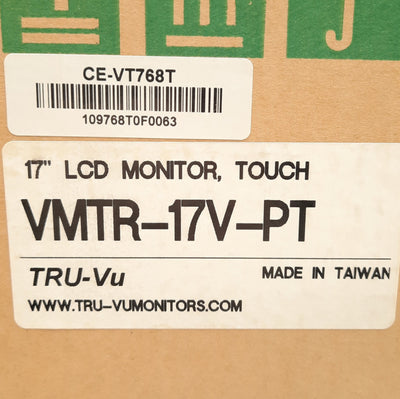 J
CE-VT768T
109768T0F0063
17" LCD MONITOR, TOUCH
VMTR-17V-PT
TRU-Vu
MADE IN TAIWAN
WWW.TRU-VUMONITORS.COM